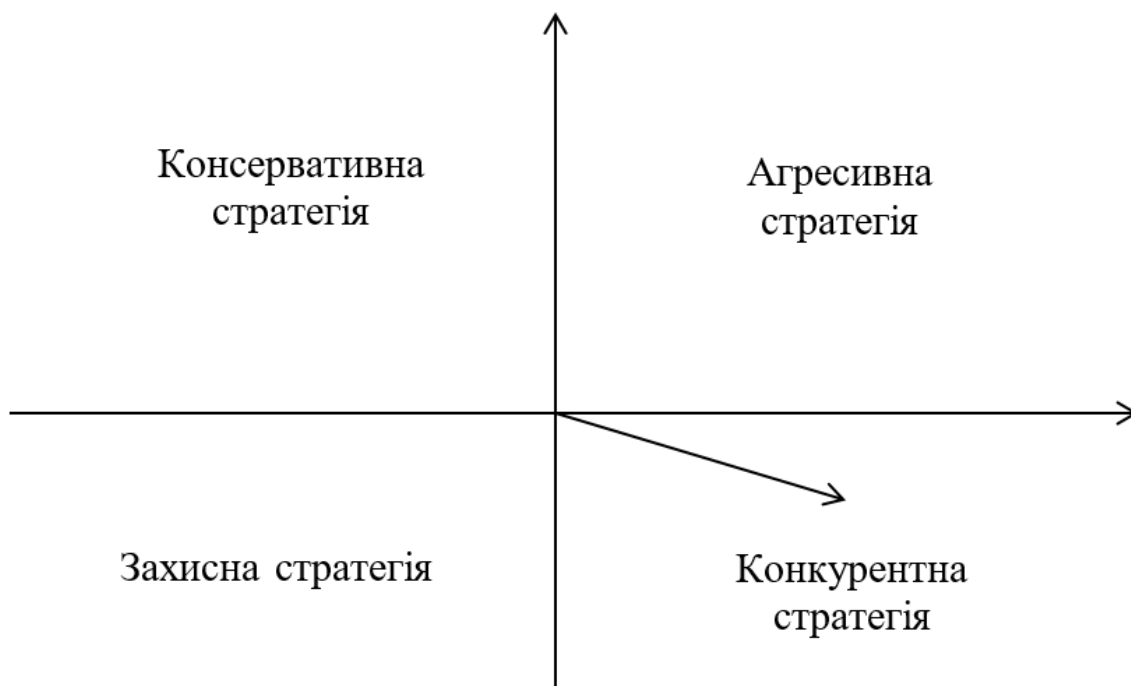 Консервативна
стратегія
Агресивна
стратегія
Захисна стратегія
Конкурентна
стратегія